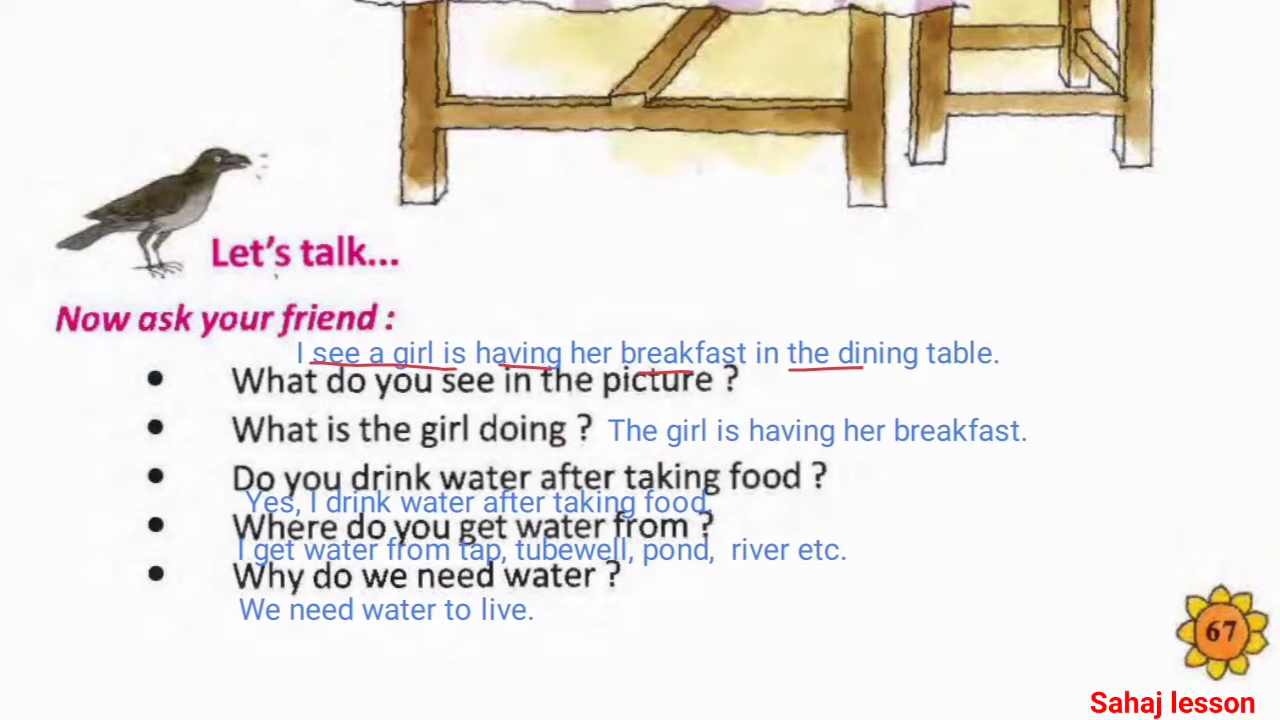 Let's talk...
Now ask your friend :
I see a girl is having her breakfast in the dining table.
• What do you see in the picture ?
• What is the girl doing ? The girl is having her breakfast.
• Do you drink water after taking food ?
Yes, I drink water after taking food.
• Where do you get water from ?
I get water from tap, tubewell, pond, river etc.
• Why do we need water ?
We need water to live.
67
Sahaj lesson